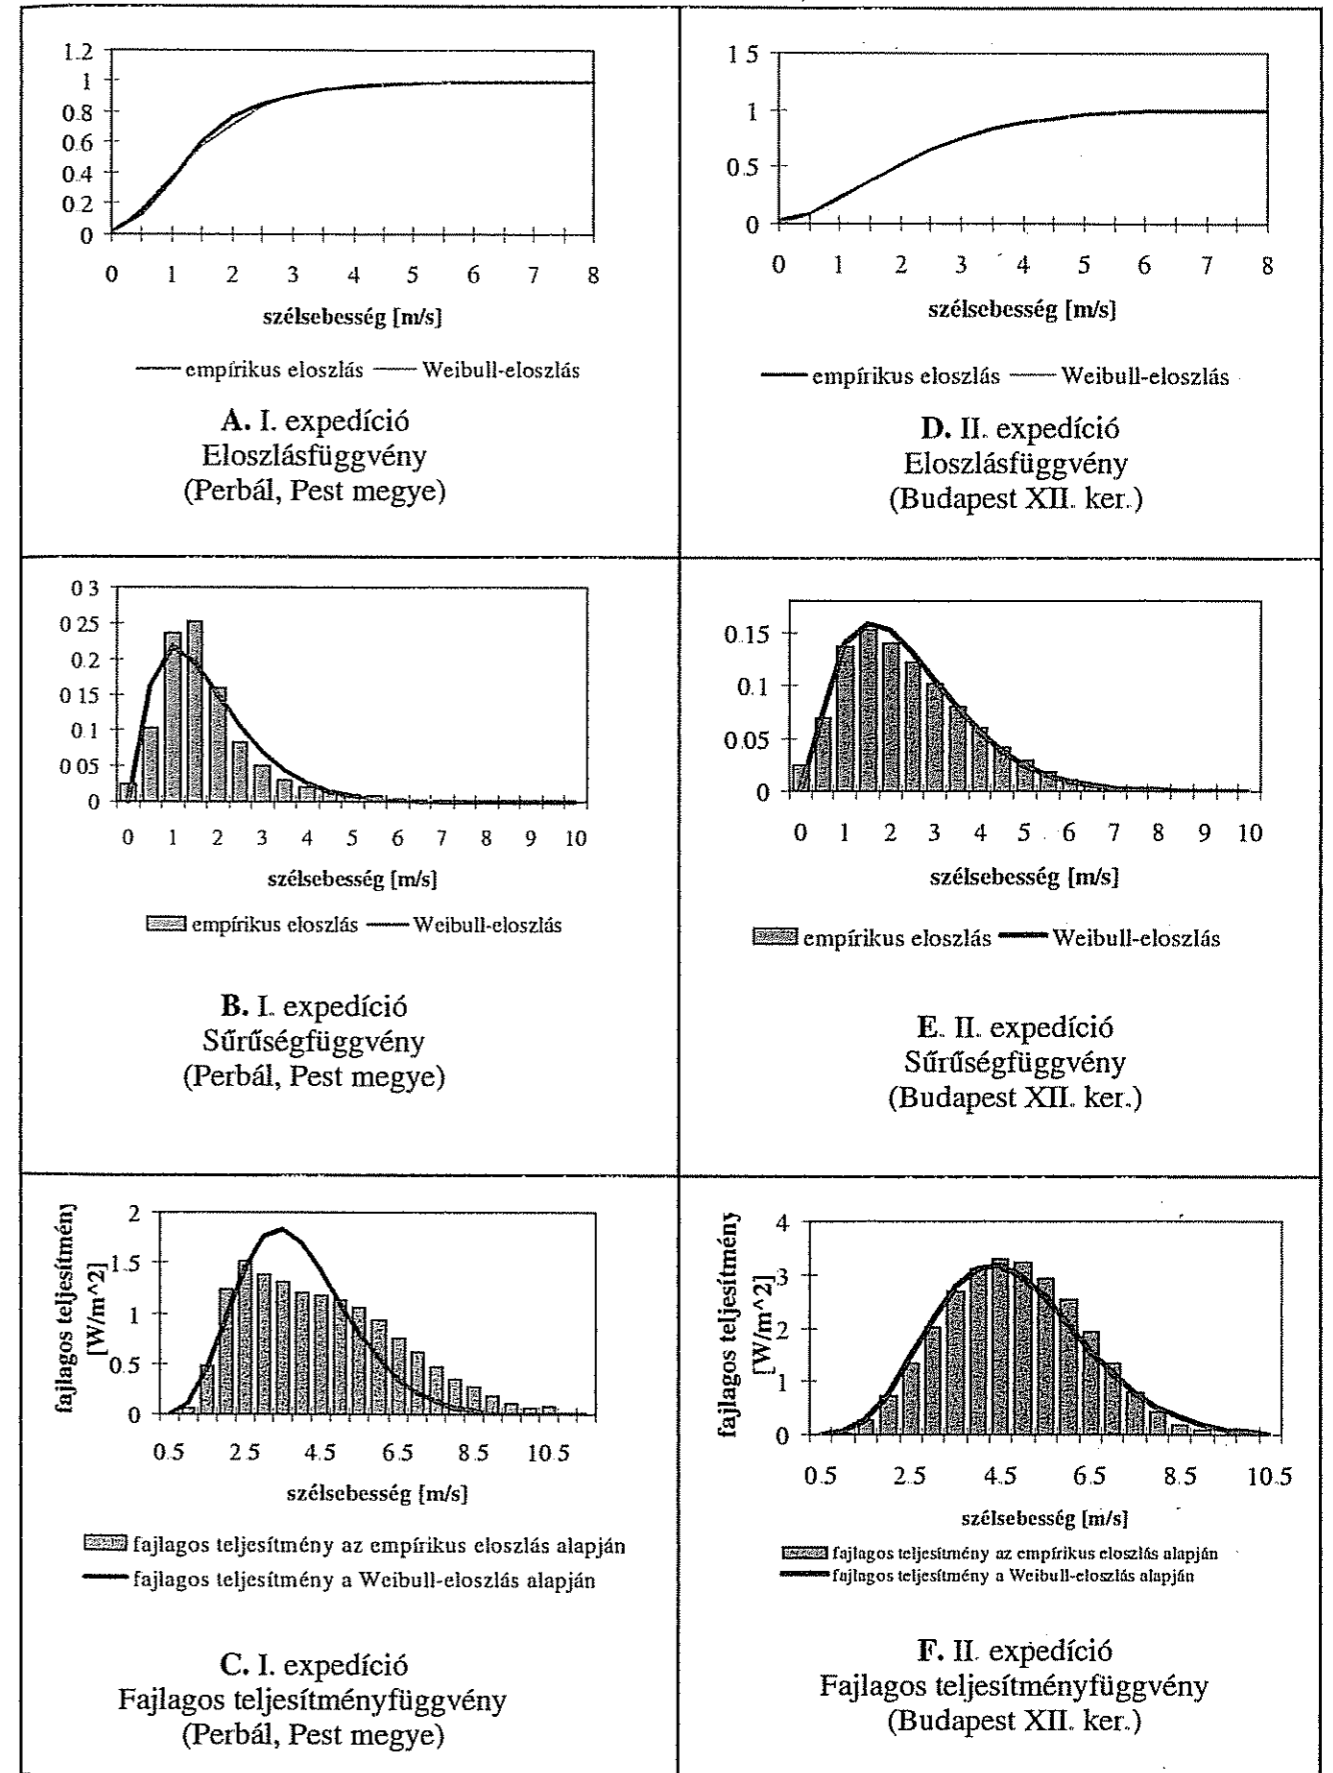 1.2
1
0.8
0.6
0.4
0.2
0
0 1 2 3 4 5 6 7 8
szélsebesség [m/s]
empírikus eloszlás Weibull-eloszlás
A. I. expedíció
Eloszlásfüggvény
(Perbál, Pest megye)
1 5
1
0.5
0
0 1 2 3 4 5 6 7 8
szélsebesség [m/s]
empírikus eloszlás Weibull-eloszlás
D. II. expedíció
Eloszlásfüggvény
(Budapest XII. ker.)
0 3
0 25
0.2
0 15
0.1
0 05
0
0 1 2 3 4 5 6 7 8 9 10
szélsebesség [m/s]
empírikus eloszlás Weibull-eloszlás
B. I. expedíció
Sűrűségfüggvény
(Perbál, Pest megye)
0.15
0.1
0.05
0
0 1 2 3 4 5 6 7 8 9 10
szélsebesség [m/s]
empírikus eloszlás Weibull-eloszlás
E. II. expedíció
Sűrűségfüggvény
(Budapest XII. ker.)
fajlagos teljesítmény
[W/m^2]
2
1.5
1
0.5
0
0.5 2.5 4.5 6.5 8.5 10.5
szélsebesség [m/s]
fajlagos teljesítmény az empírikus eloszlás alapján
fajlagos teljesítmény a Weibull-eloszlás alapján
C. I. expedíció
Fajlagos teljesítményfüggvény
(Perbál, Pest megye)
fajlagos teljesítmény
[W/m^2]
4
3
2
1
0
0.5 2.5 4.5 6.5 8.5 10.5
szélsebesség [m/s]
fajlagos teljesítmény az empírikus eloszlás alapján
fajlagos teljesítmény a Weibull-eloszlás alapján
F. II. expedíció
Fajlagos teljesítményfüggvény
(Budapest XII. ker.)